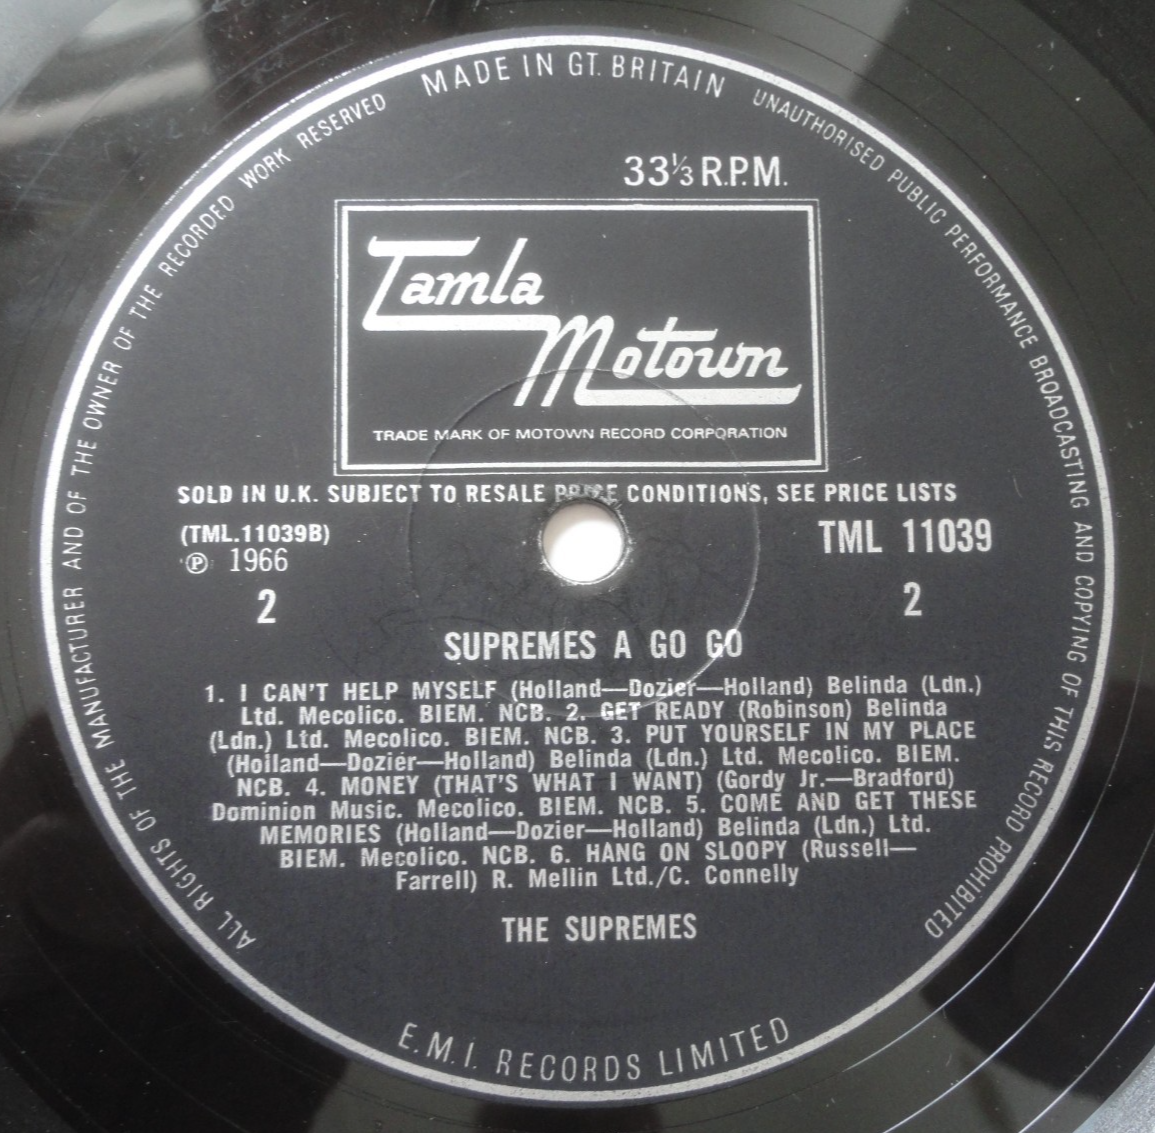 MADE IN GT. BRITAIN
UNAUTHORISED PUBLIC PERFORMANCE BROADCASTING AND COPYING OF THIS RECORD PROHIBITED
ALL RIGHTS OF THE MANUFACTURER AND OF THE OWNER OF THE RECORDED WORK RESERVED
33⅓ R.P.M.
Tamla
Motown
TRADE MARK OF MOTOWN RECORD CORPORATION
SOLD IN U.K. SUBJECT TO RESALE PRICE CONDITIONS, SEE PRICE LISTS
(TML.11039B)
TML 11039
℗ 1966
2
2
SUPREMES A GO GO
1. I CAN'T HELP MYSELF (Holland—Dozier—Holland) Belinda (Ldn.)
Ltd. Mecolico. BIEM. NCB. 2. GET READY (Robinson) Belinda
(Ldn.) Ltd. Mecolico. BIEM. NCB. 3. PUT YOURSELF IN MY PLACE
(Holland—Dozier—Holland) Belinda (Ldn.) Ltd. Mecolico. BIEM.
NCB. 4. MONEY (THAT'S WHAT I WANT) (Gordy Jr.—Bradford)
Dominion Music. Mecolico. BIEM. NCB. 5. COME AND GET THESE
MEMORIES (Holland—Dozier—Holland) Belinda (Ldn.) Ltd.
BIEM. Mecolico. NCB. 6. HANG ON SLOOPY (Russell—
Farrell) R. Mellin Ltd./C. Connelly
THE SUPREMES
E.M.I. RECORDS LIMITED